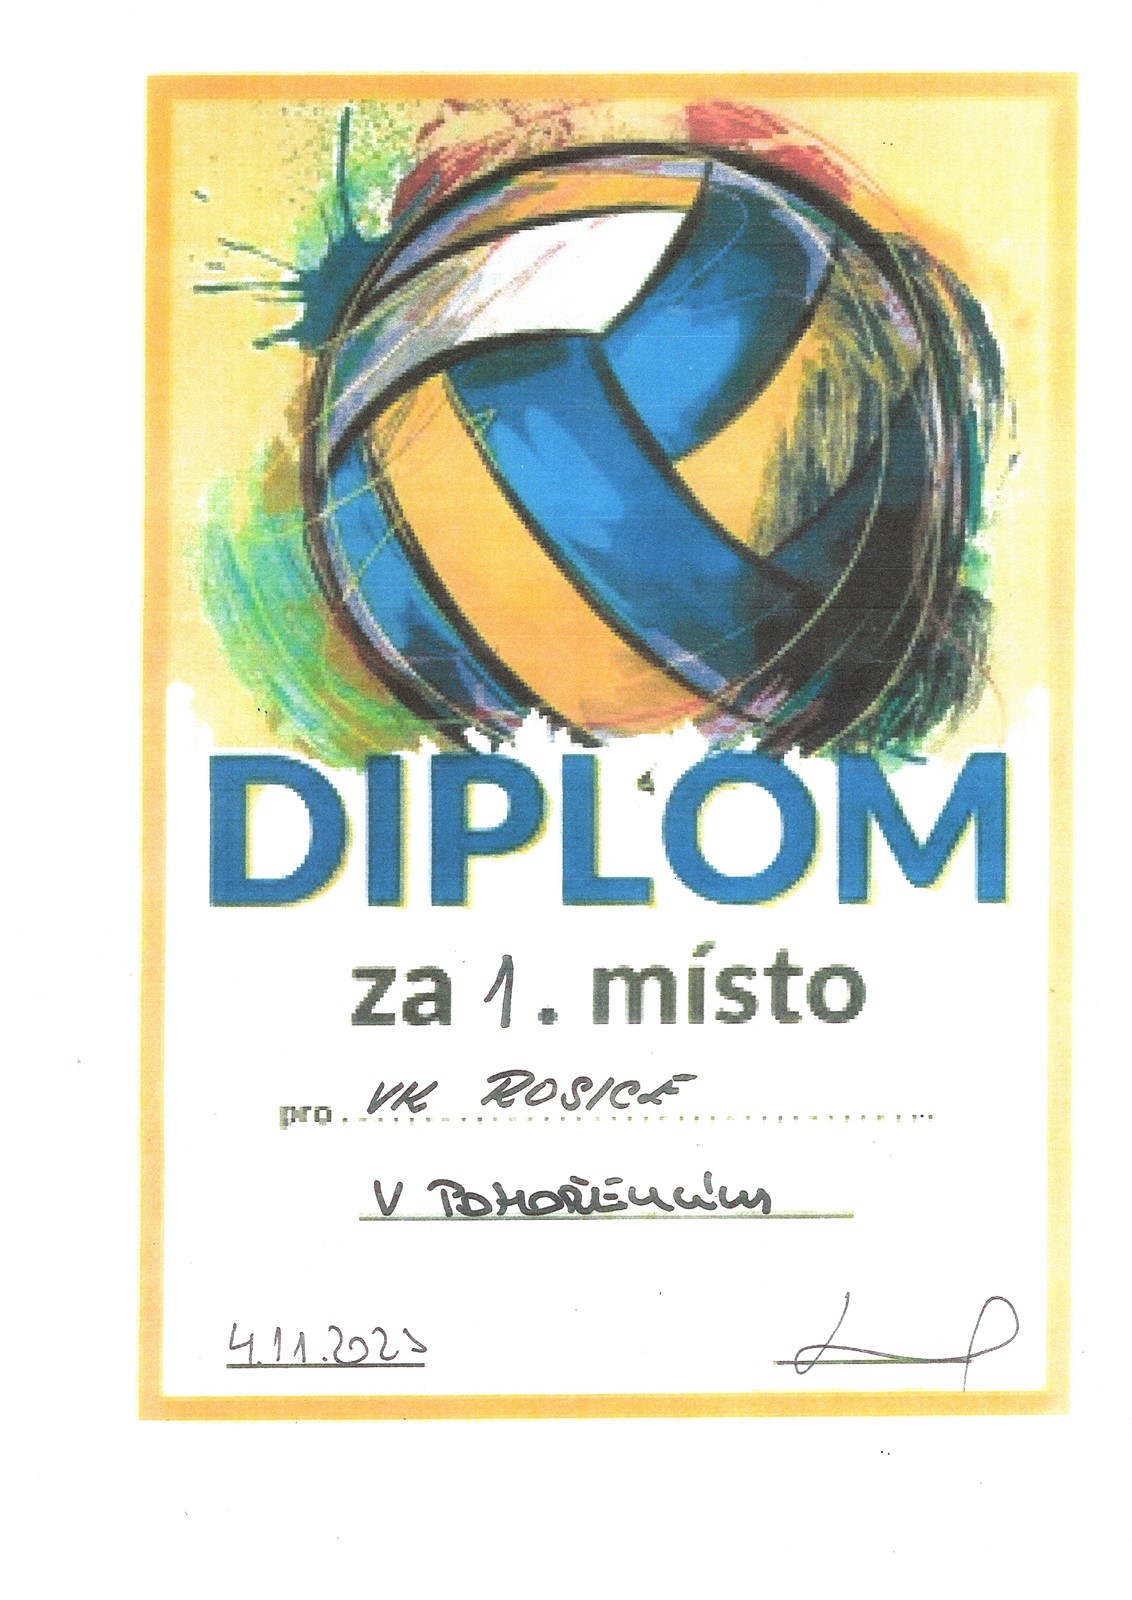 DIPLOM
za 1. místo
pro VK ROSICE
V
4.11.2023